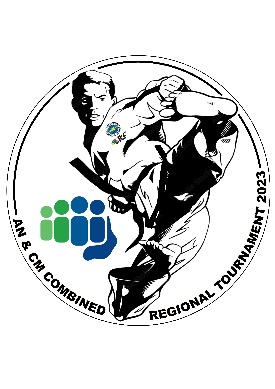 AN & CM COMBINED REGIONAL TOURNAMENT 2023